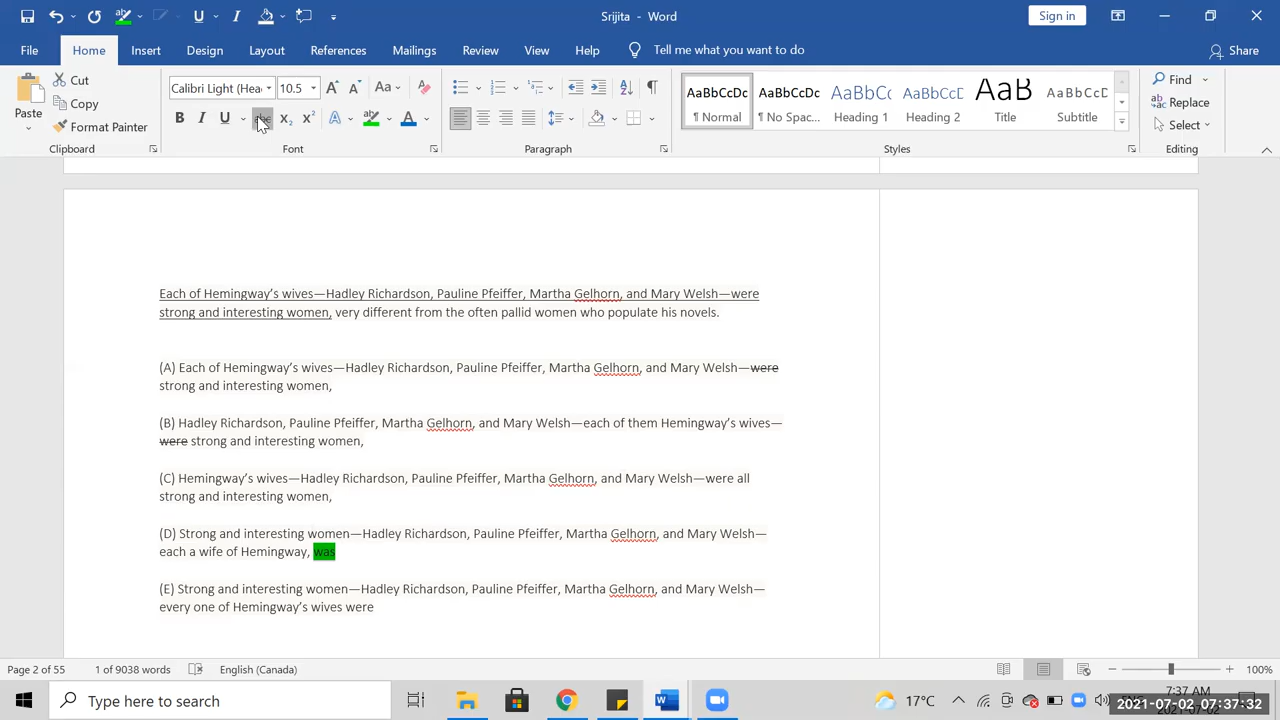 Srijita - Word
Sign in
File Home Insert Design Layout References Mailings Review View Help Tell me what you want to do Share
Paste
Cut
Copy
Format Painter
Clipboard
Calibri Light (Hea 10.5
Font
Paragraph
AaBbCcDc AaBbCcDc AaBbCc AaBbCcD AaB AaBbCcD
¶ Normal ¶ No Spac... Heading 1 Heading 2 Title Subtitle
Styles
Find
Replace
Select
Editing
Each of Hemingway’s wives—Hadley Richardson, Pauline Pfeiffer, Martha Gelhorn, and Mary Welsh—were
strong and interesting women, very different from the often pallid women who populate his novels.
(A) Each of Hemingway’s wives—Hadley Richardson, Pauline Pfeiffer, Martha Gelhorn, and Mary Welsh—were
strong and interesting women,
(B) Hadley Richardson, Pauline Pfeiffer, Martha Gelhorn, and Mary Welsh—each of them Hemingway’s wives—
were strong and interesting women,
(C) Hemingway’s wives—Hadley Richardson, Pauline Pfeiffer, Martha Gelhorn, and Mary Welsh—were all
strong and interesting women,
(D) Strong and interesting women—Hadley Richardson, Pauline Pfeiffer, Martha Gelhorn, and Mary Welsh—
each a wife of Hemingway, was
(E) Strong and interesting women—Hadley Richardson, Pauline Pfeiffer, Martha Gelhorn, and Mary Welsh—
every one of Hemingway’s wives were
Page 2 of 55 1 of 9038 words English (Canada) 100%
Type here to search
17°C
7:37 AM
2021-07-02 07:37:32